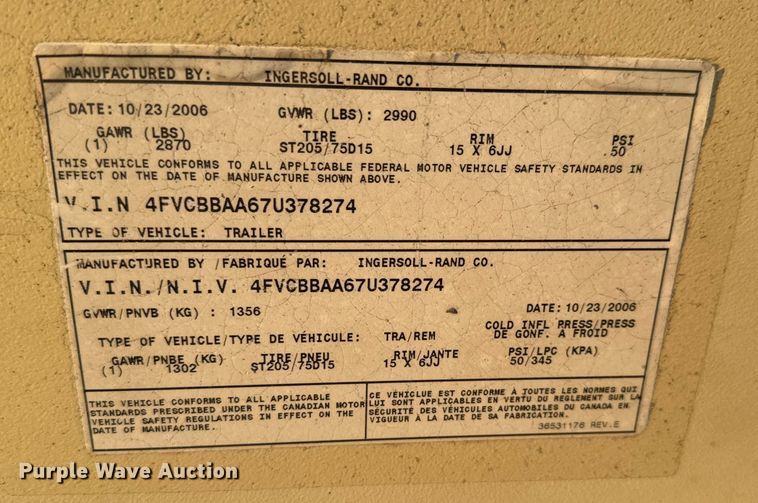 MANUFACTURED BY: INGERSOLL-RAND CO.
DATE: 10/23/2006 GVWR (LBS): 2990
GAWR (LBS) TIRE RIM PSI
(1) 2870 ST205/75D15 15 X 6JJ 50
THIS VEHICLE CONFORMS TO ALL APPLICABLE FEDERAL MOTOR VEHICLE SAFETY STANDARDS IN
EFFECT ON THE DATE OF MANUFACTURE SHOWN ABOVE.
V.I.N 4FVCBBAA67U378274
TYPE OF VEHICLE: TRAILER
MANUFACTURED BY /FABRIQUÉ PAR: INGERSOLL-RAND CO.
V.I.N./N.I.V. 4FVCBBAA67U378274
GVWR/PNVB (KG) : 1356 DATE: 10/23/2006
TYPE OF VEHICLE/TYPE DE VÉHICULE: TRA/REM COLD INFL PRESS/PRESS
DE GONF. A FROID
GAWR/PNBE (KG) TIRE/PNEU RIM/JANTE PSI/LPC (KPA)
(1) 1302 ST205/75D15 15 X 6JJ 50/345
THIS VEHICLE CONFORMS TO ALL APPLICABLE
STANDARDS PRESCRIBED UNDER THE CANADIAN MOTOR
VEHICLE SAFETY REGULATIONS IN EFFECT ON THE
DATE OF MANUFACTURE.
CE VÉHICLUE EST CONFORME À TOUTES LES NORMES QUI
LUI SONT APPLICABLES EN VERTU DU RÈGLEMENT SUR LA
SÉCURITÉ DES VÉHICULES AUTOMOBILES DU CANADA EN
VIGUEUR À LA DATE DE SA FABRICATION.
36531176 REV.E
Purple Wave Auction